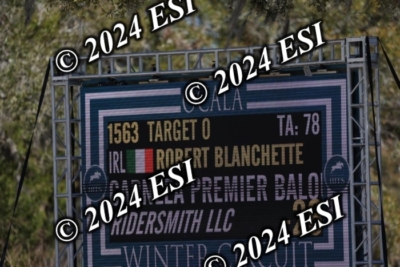 © 2024 ESI
© 2024 ESI
OCALA
1563 TARGET O TA: 78
IRL ROBERT BLANCHETTE
PREMIER BALOU
© 2024 ESI
RIDERSMITH LLC
© 2024 ESI
WINTER CIRCUIT
© 2024 ESI